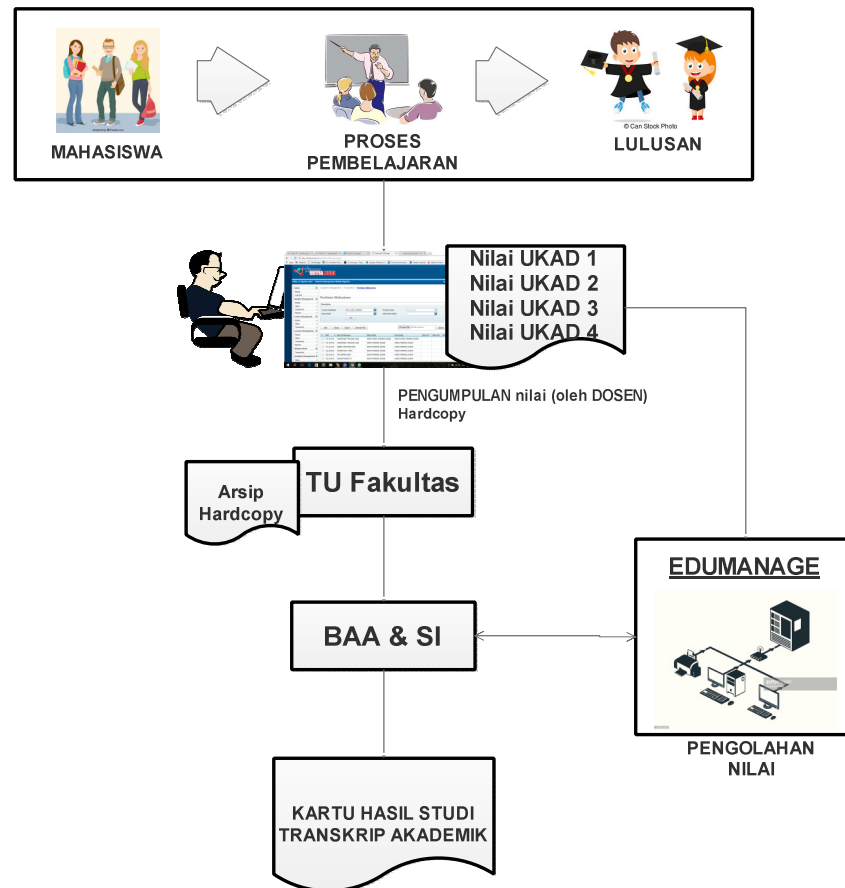 MAHASISWA
PROSES
PEMBELAJARAN
© Can Stock Photo
LULUSAN
SETIA
Nilai UKAD 1
Nilai UKAD 2
Nilai UKAD 3
Nilai UKAD 4
PENGUMPULAN nilai (oleh DOSEN)
Hardcopy
TU Fakultas
Arsip
Hardcopy
EDUMANAGE
BAA & SI
PENGOLAHAN
NILAI
KARTU HASIL STUDI
TRANSKRIP AKADEMIK